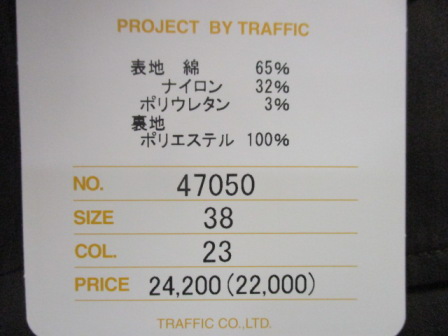 PROJECT BY TRAFFIC
表地 綿 65%
ナイロン 32%
ポリウレタン 3%
裏地
ポリエステル 100%
NO. 47050
SIZE 38
COL. 23
PRICE 24,200(22,000)
TRAFFIC CO.,LTD.